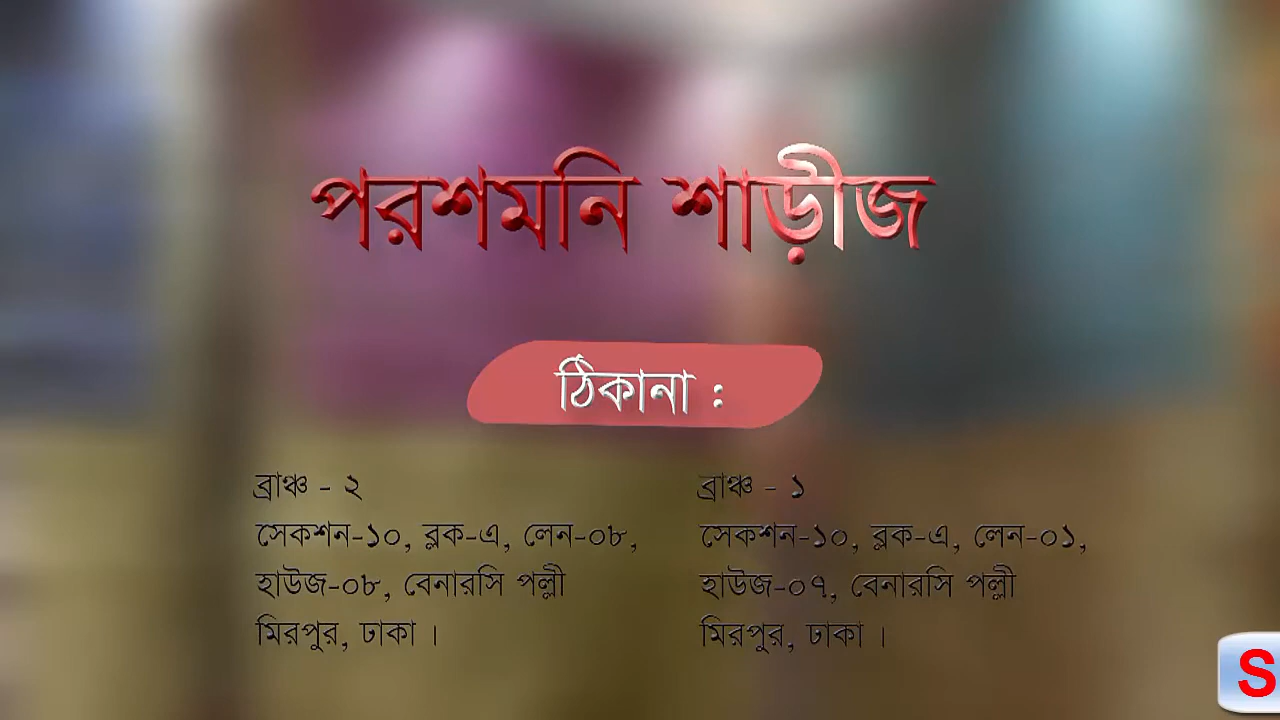 পরশমনি শাড়ীজ
ঠিকানা :
ব্রাঞ্চ - ২
সেকশন-১০, ব্লক-এ, লেন-০৮,
হাউজ-০৮, বেনারসি পল্লী
মিরপুর, ঢাকা ।
ব্রাঞ্চ - ১
সেকশন-১০, ব্লক-এ, লেন-০১,
হাউজ-০৭, বেনারসি পল্লী
মিরপুর, ঢাকা ।
S